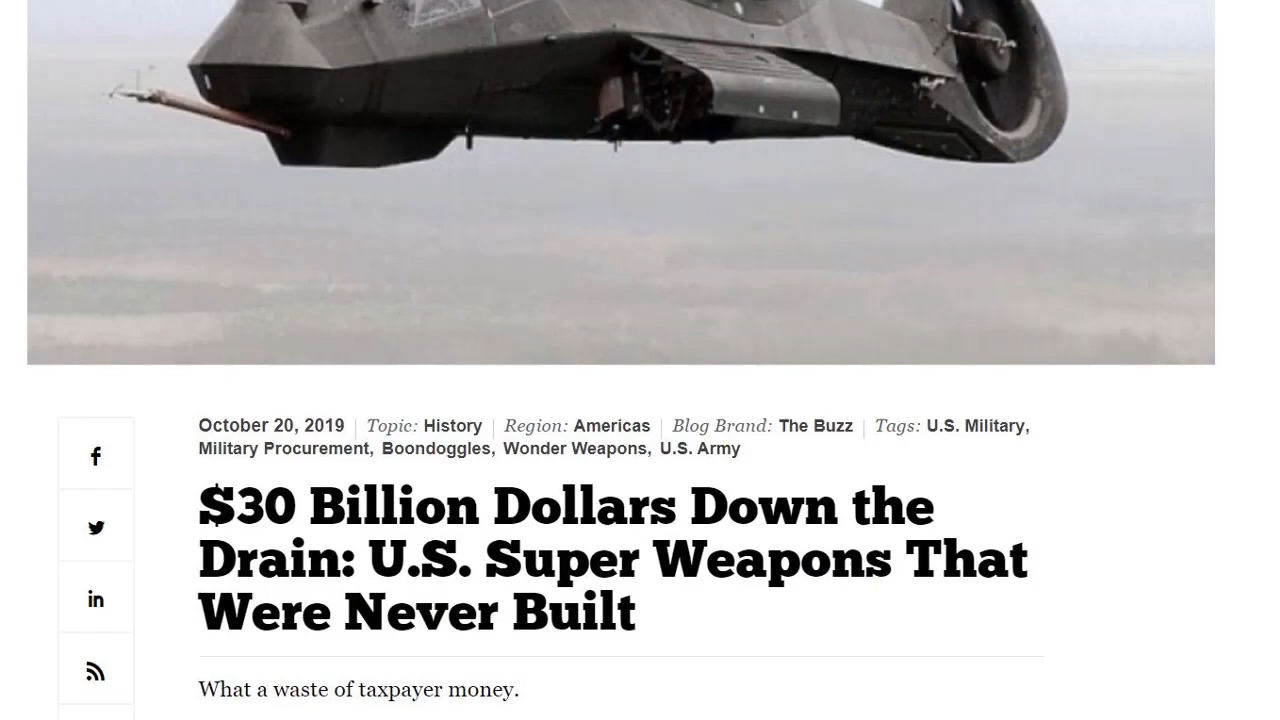 October 20, 2019 | Topic: History | Region: Americas | Blog Brand: The Buzz | Tags: U.S. Military,
Military Procurement, Boondoggles, Wonder Weapons, U.S. Army
$30 Billion Dollars Down the
Drain: U.S. Super Weapons That
Were Never Built
What a waste of taxpayer money.